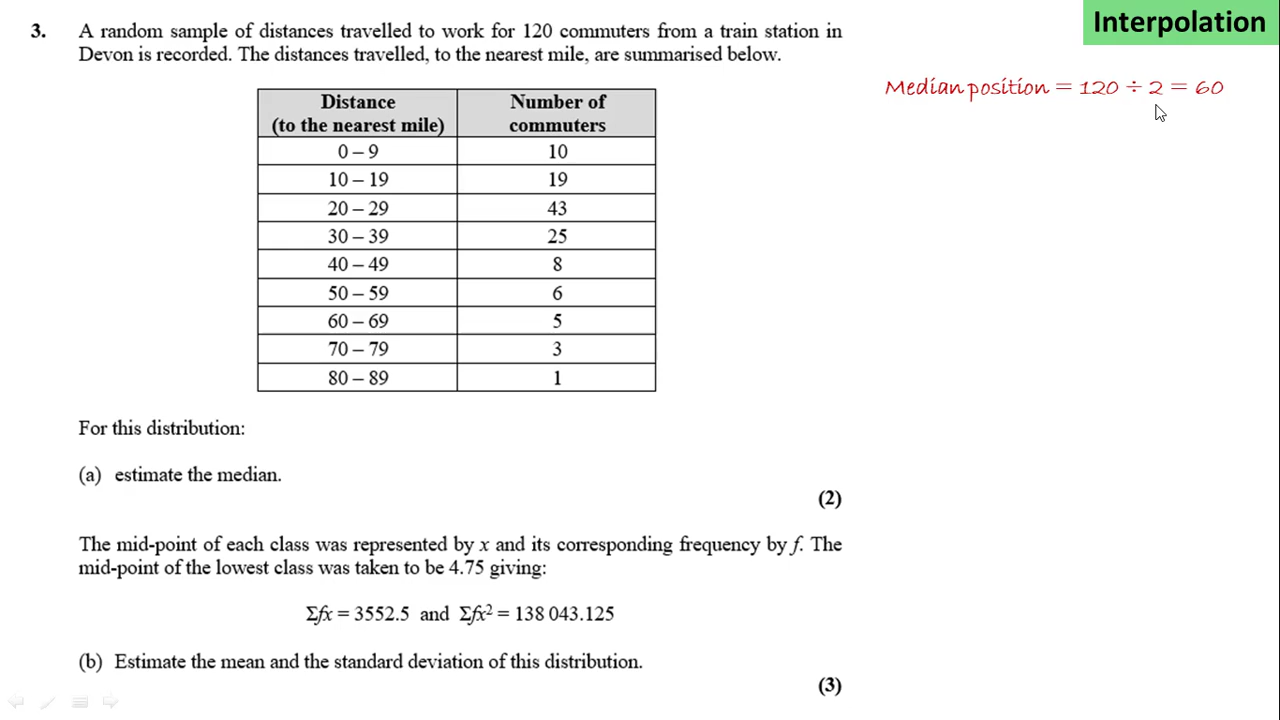 Interpolation
3. A random sample of distances travelled to work for 120 commuters from a train station in
Devon is recorded. The distances travelled, to the nearest mile, are summarised below.
Median position = 120 ÷ 2 = 60
Distance (to the nearest mile) Number of commuters
0 – 9 10
10 – 19 19
20 – 29 43
30 – 39 25
40 – 49 8
50 – 59 6
60 – 69 5
70 – 79 3
80 – 89 1
For this distribution:
(a) estimate the median.
(2)
The mid-point of each class was represented by x and its corresponding frequency by f. The
mid-point of the lowest class was taken to be 4.75 giving:
Σfx = 3552.5 and Σfx² = 138 043.125
(b) Estimate the mean and the standard deviation of this distribution.
(3)